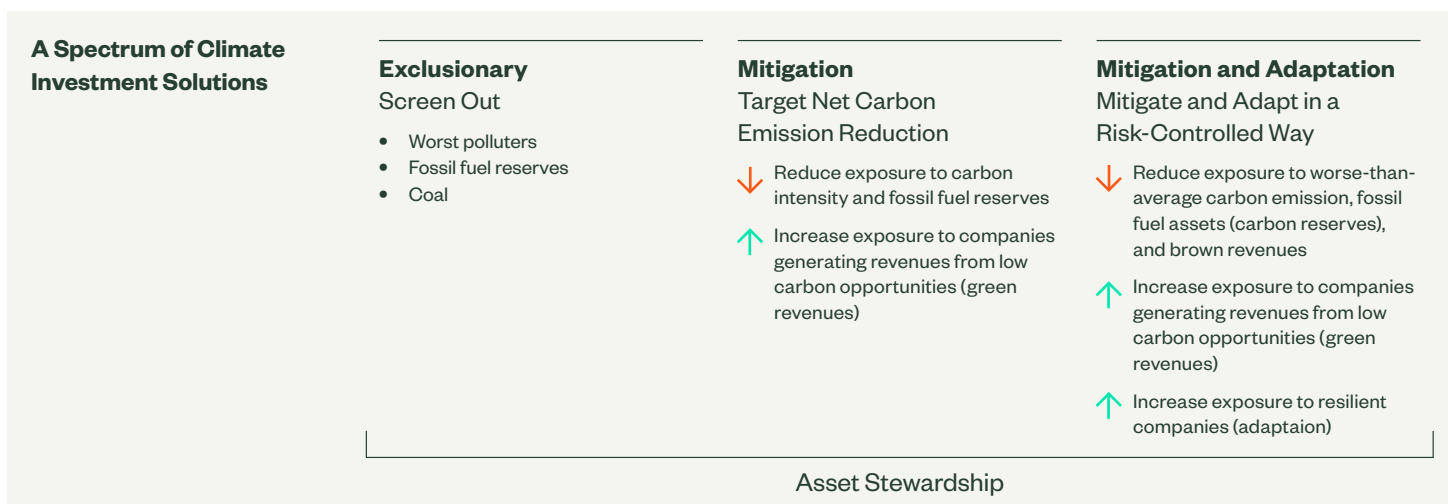 A Spectrum of Climate
Investment Solutions
Exclusionary
Screen Out
• Worst polluters
• Fossil fuel reserves
• Coal
Mitigation
Target Net Carbon
Emission Reduction
Reduce exposure to carbon
intensity and fossil fuel reserves
Increase exposure to companies
generating revenues from low
carbon opportunities (green
revenues)
Mitigation and Adaptation
Mitigate and Adapt in a
Risk-Controlled Way
Reduce exposure to worse-than-
average carbon emission, fossil
fuel assets (carbon reserves),
and brown revenues
Increase exposure to companies
generating revenues from low
carbon opportunities (green
revenues)
Increase exposure to resilient
companies (adaptaion)
Asset Stewardship